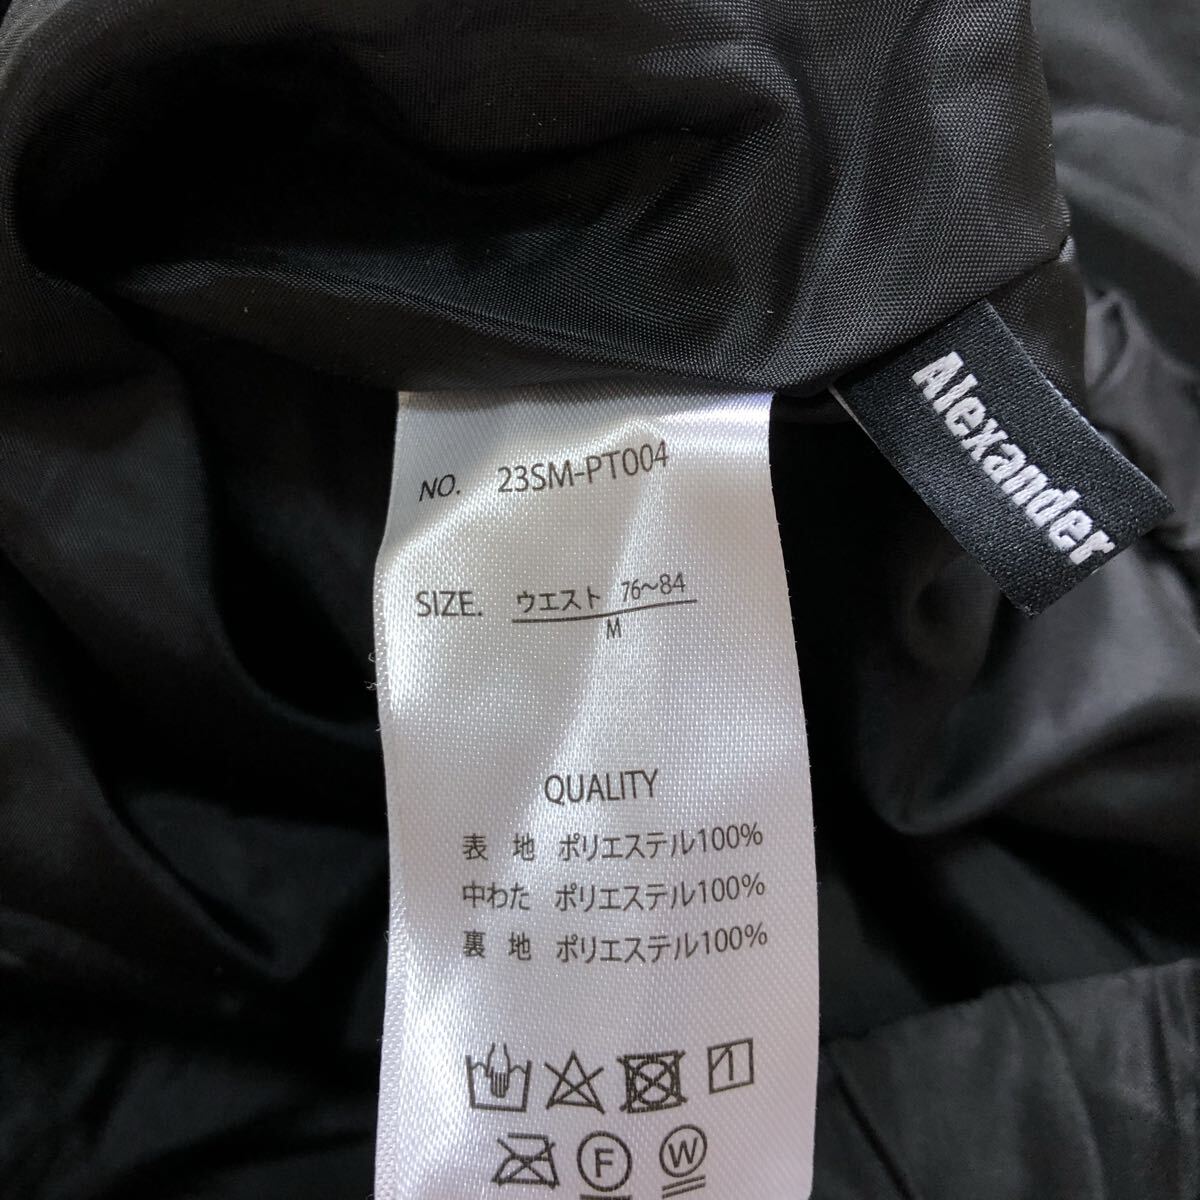 Alexander
NO. 23SM-PT004
SIZE. ウエスト 76~84
M
QUALITY
表 地 ポリエステル100%
中わた ポリエステル100%
裏 地 ポリエステル100%
F W